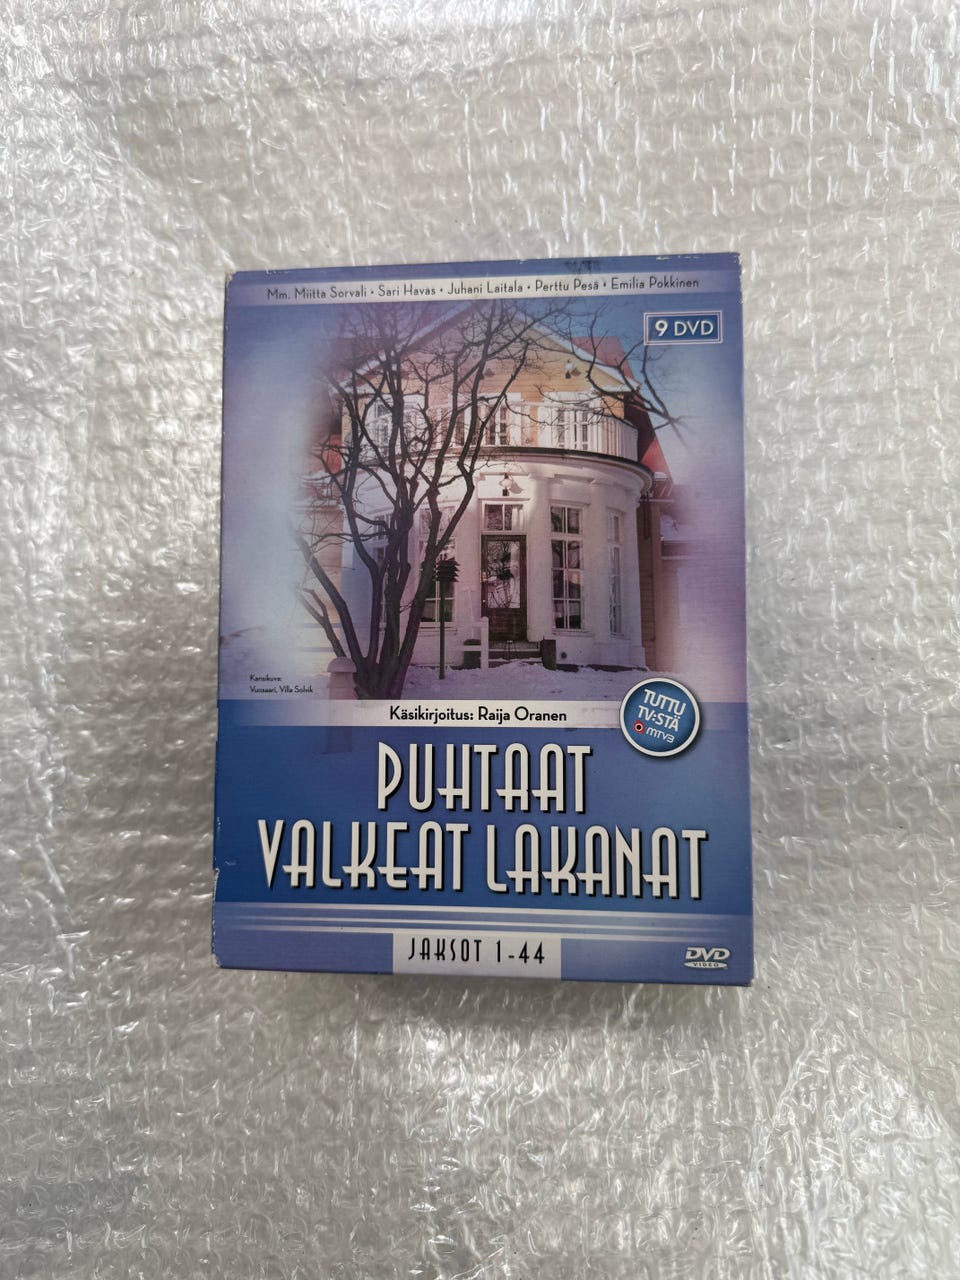 Mm. Miitta Sorvali • Sari Havas • Juhani Laitala • Perttu Pesä • Emilia Pokkinen
9 DVD
Kansikuva:
Vuosaari, Villa Solvik
Käsikirjoitus: Raija Oranen
TUTTU
TV:STÄ
MTV3
PUHTAAT
VALKEAT LAKANAT
JAKSOT 1-44
DVD
VIDEO